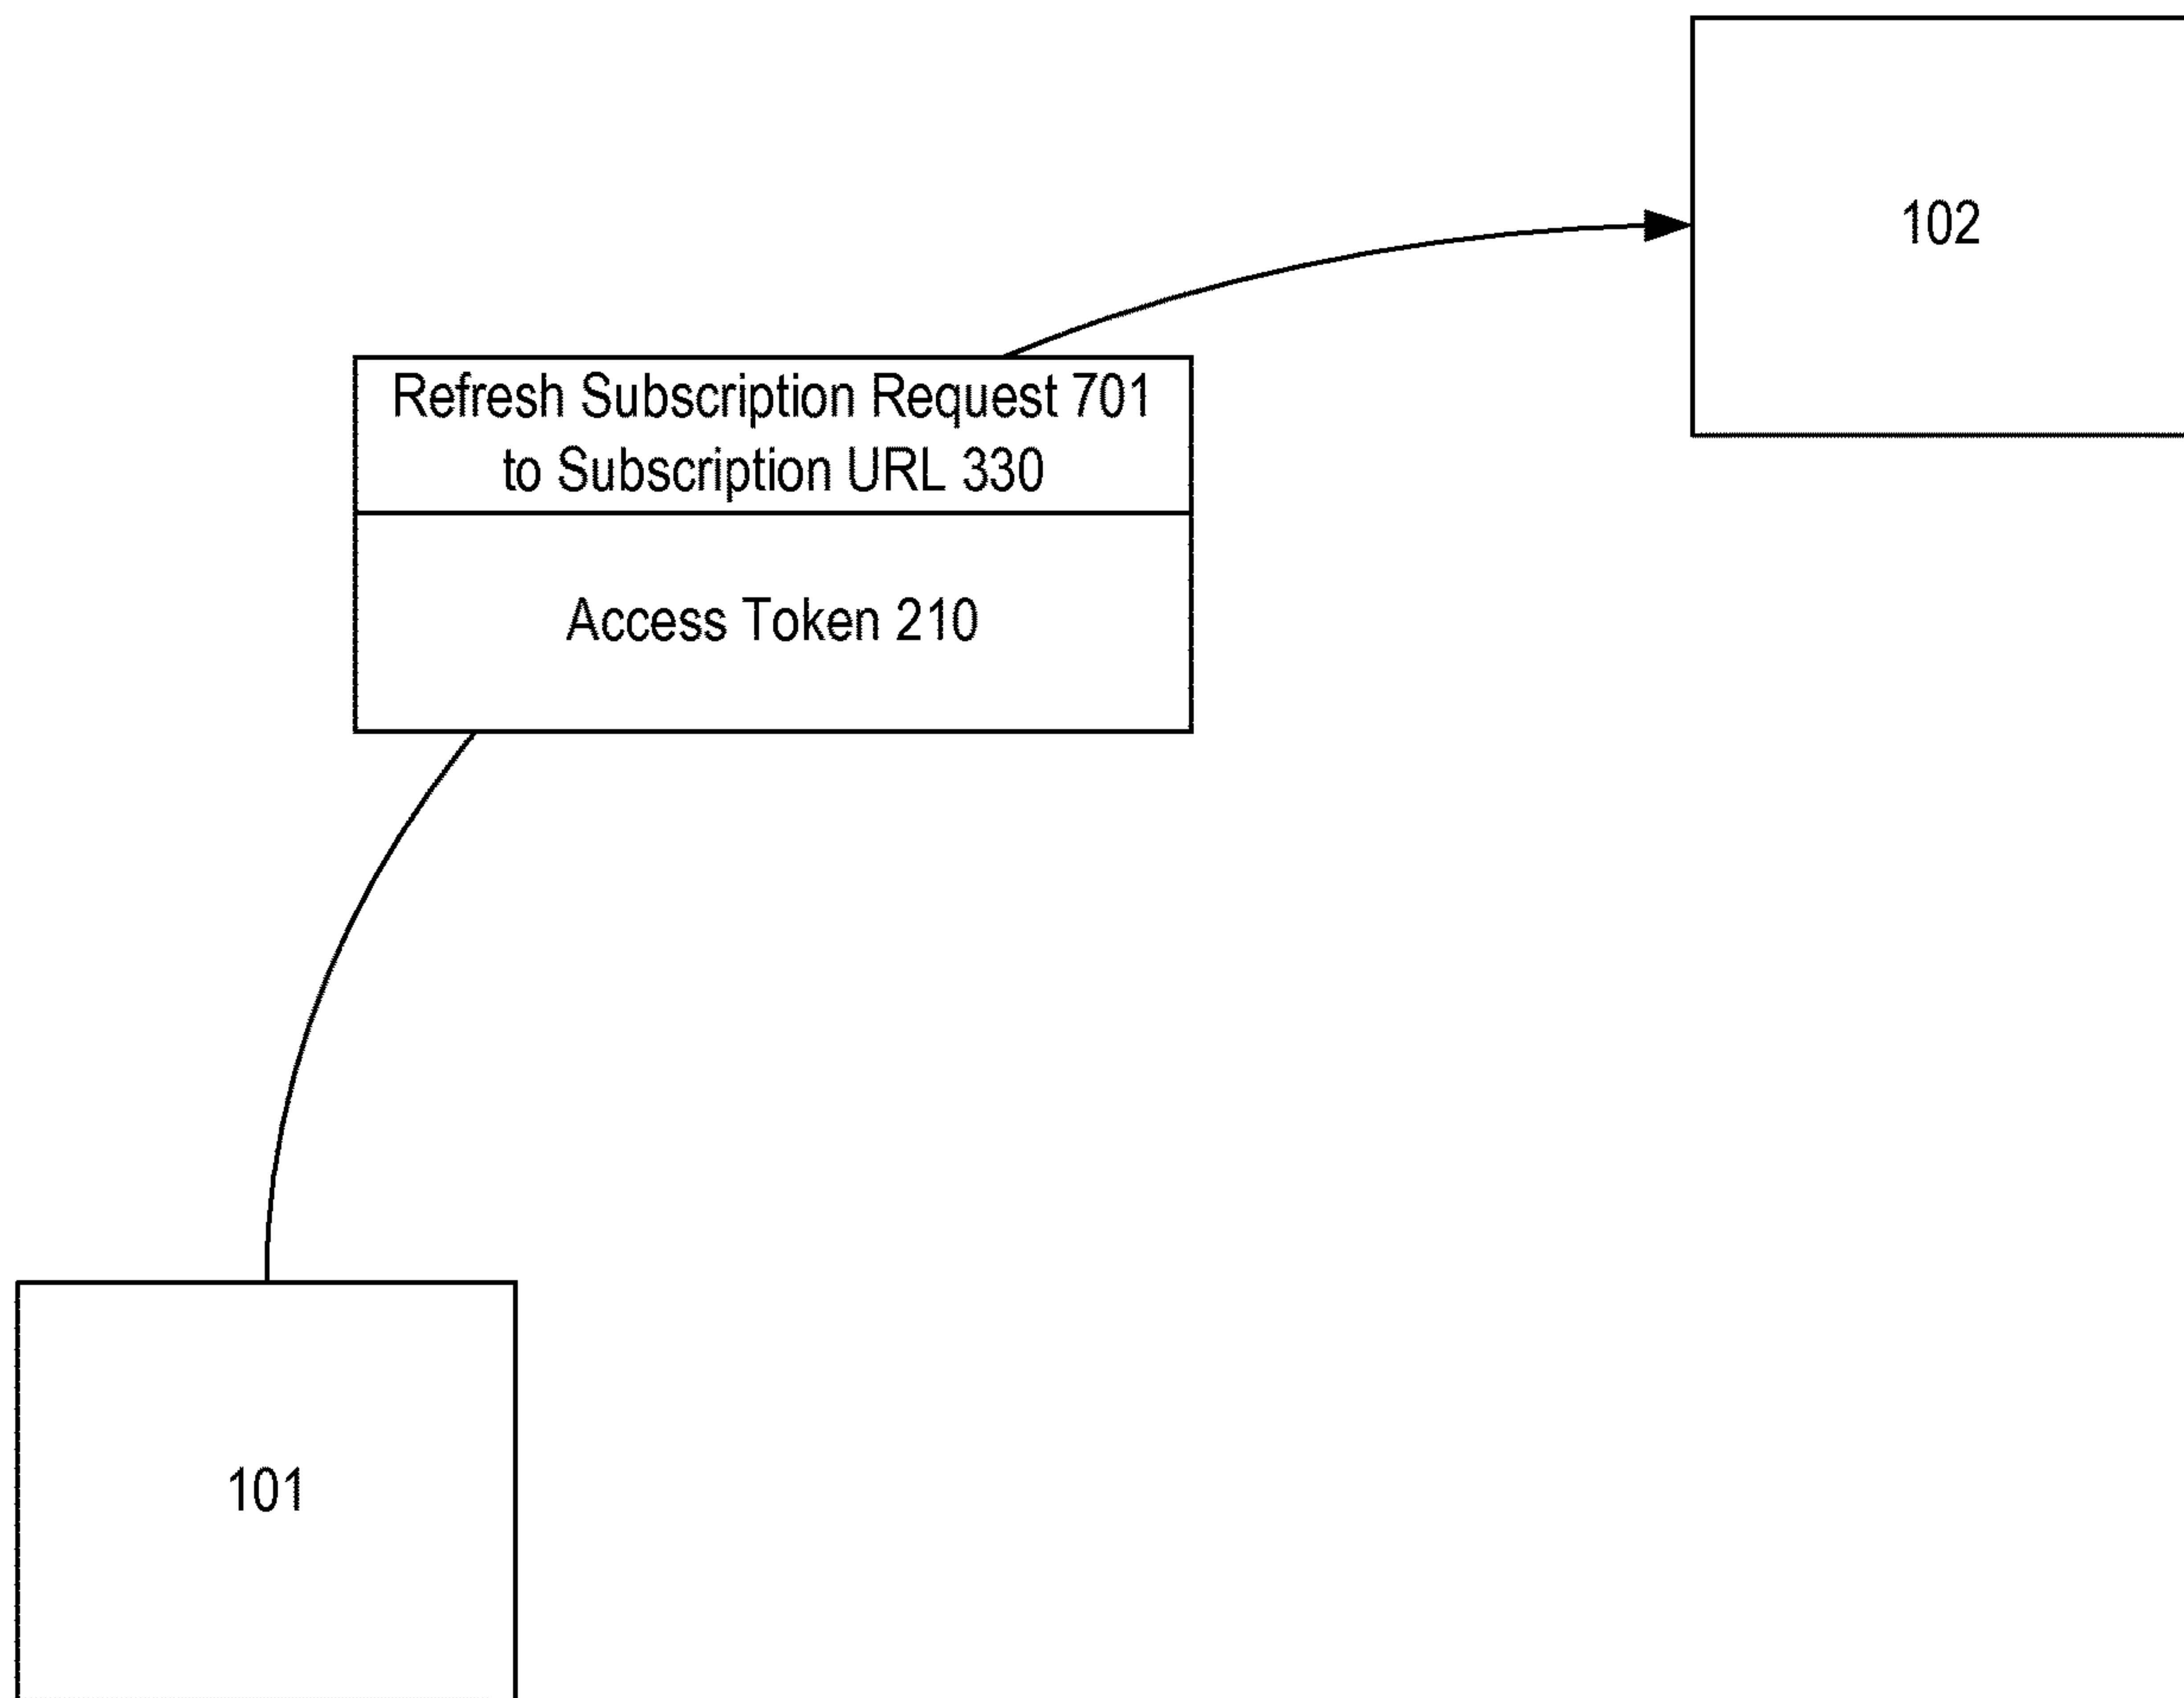 102
Refresh Subscription Request 701
to Subscription URL 330
Access Token 210
101